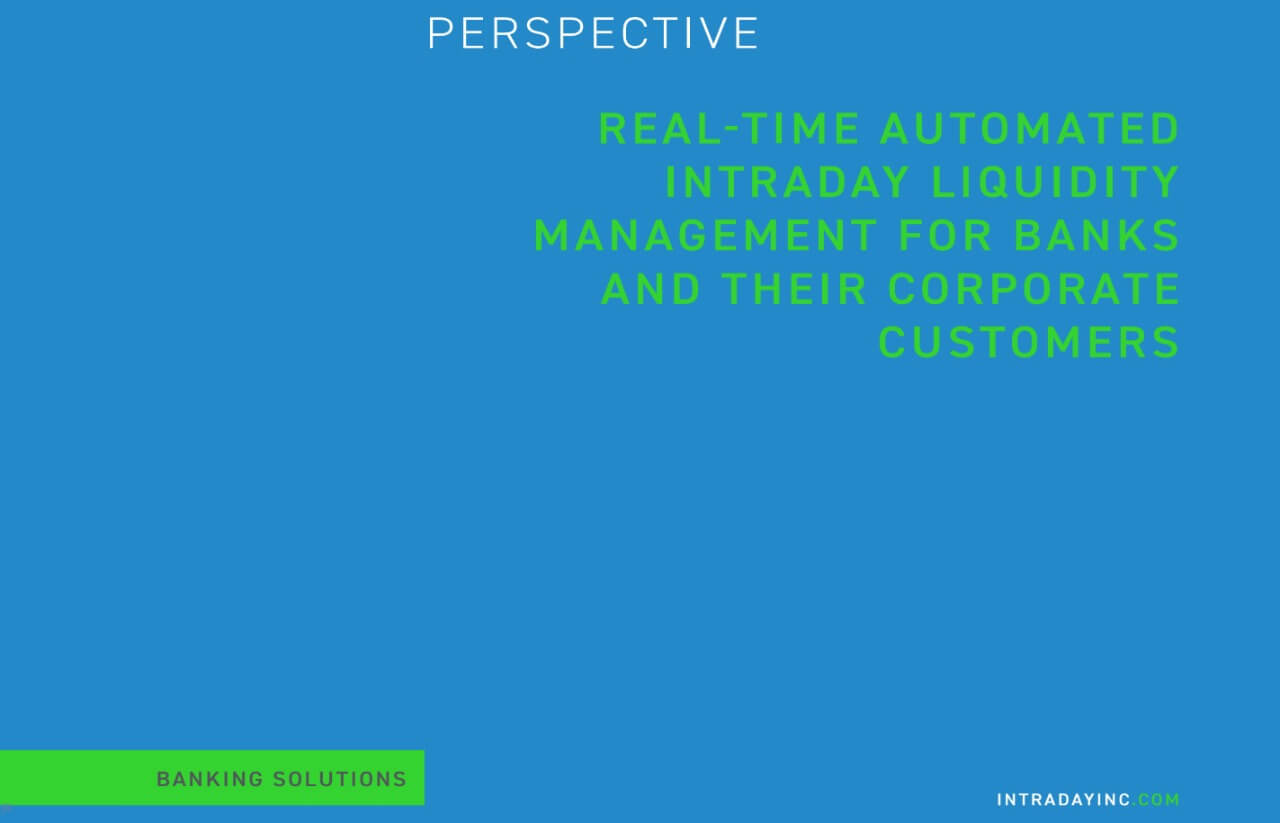 PERSPECTIVE
REAL-TIME AUTOMATED
INTRADAY LIQUIDITY
MANAGEMENT FOR BANKS
AND THEIR CORPORATE
CUSTOMERS
BANKING SOLUTIONS
INTRADAYINC.COM